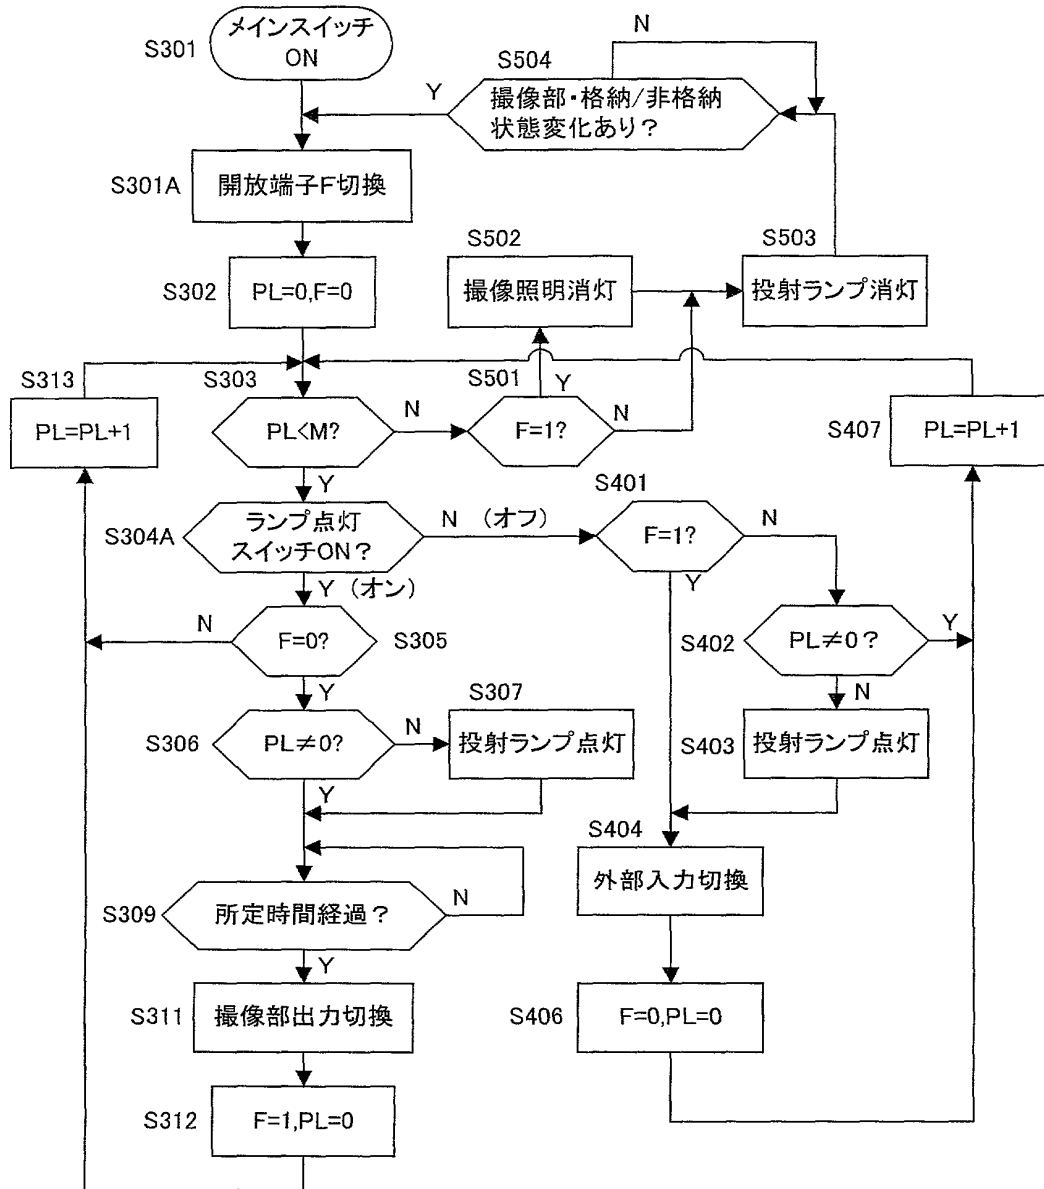 S301
メインスイッチ
ON
N
S504
Y
撮像部・格納/非格納
状態変化あり？
S301A
開放端子F切換
S302
PL=0,F=0
S502
撮像照明消灯
S503
投射ランプ消灯
S313
PL=PL+1
S303
PL<M?
N
Y
S501
F=1?
Y
N
S407
PL=PL+1
S304A
ランプ点灯
スイッチON？
N （オフ）
Y （オン）
S401
F=1?
N
Y
N
F=0?
S305
Y
S402
PL≠0？
Y
N
S306
PL≠0?
N
Y
S307
投射ランプ点灯
S403
投射ランプ点灯
S404
外部入力切換
S309
所定時間経過？
N
Y
S311
撮像部出力切換
S406
F=0,PL=0
S312
F=1,PL=0